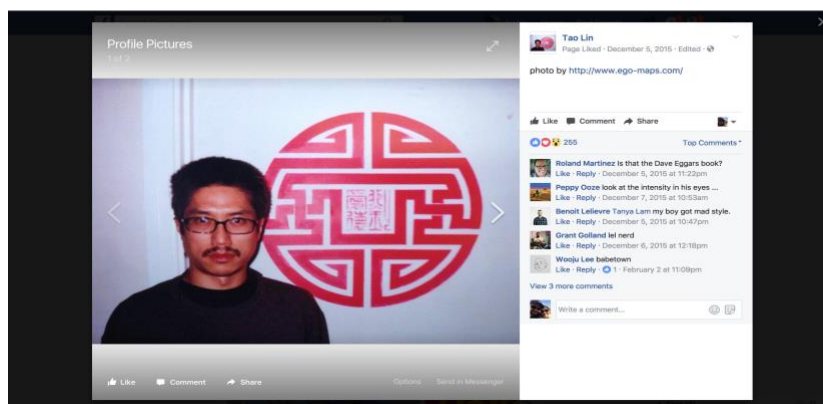 Profile Pictures
1 of 2
Tao Lin
Page Liked · December 5, 2015 · Edited ·
photo by http://www.ego-maps.com/
Like Comment Share
255 Top Comments
Roland Martinez Is that the Dave Eggars book?
Like · Reply · December 5, 2015 at 11:22pm
Peppy Ooze look at the intensity in his eyes ...
Like · Reply · December 7, 2015 at 10:53am
Benoit Lelievre Tanya Lam my boy got mad style.
Like · Reply · December 5, 2015 at 10:47pm
Grant Golland lel nerd
Like · Reply · December 6, 2015 at 12:18pm
Wooju Lee babetown
Like · Reply · 1 · February 2 at 11:09pm
View 3 more comments
Write a comment...
Like Comment Share Options Send in Messenger